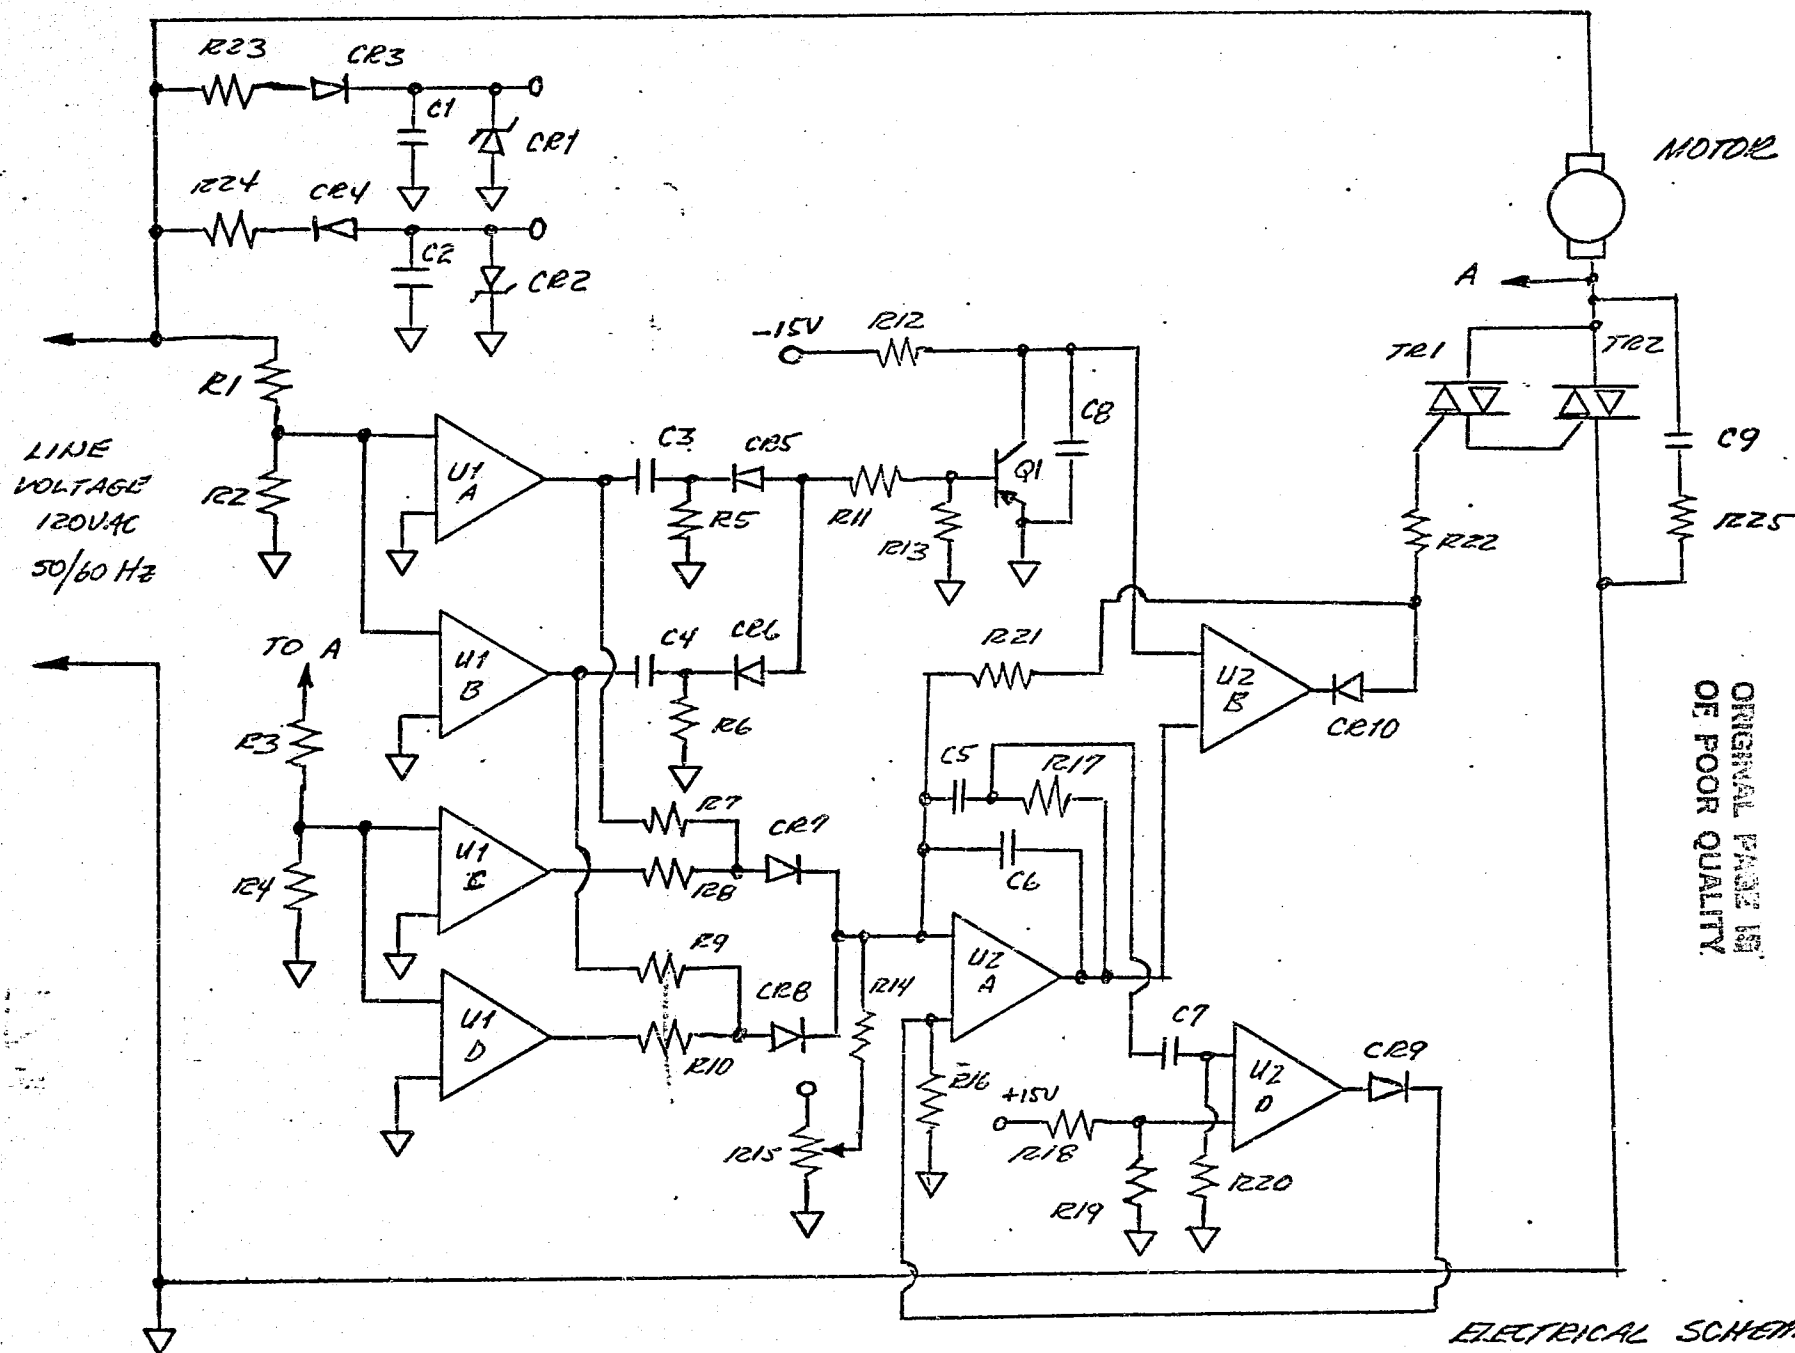 R23
CR3
C1
CR1
R24
CR4
C2
CR2
MOTOR
A
-15V
R12
TR1
TR2
R1
C8
C9
LINE
VOLTAGE
120V.AC
50/60 Hz
R2
U1
A
C3
CR5
R5
R11
Q1
R13
R22
R25
TO A
U1
B
C4
CR6
R6
R21
U2
B
CR10
R3
C5
R17
R7
CR7
U1
C
R4
R8
C6
R9
U2
A
R14
CR8
U1
D
R10
C7
CR9
R16
+15V
U2
D
R15
R18
R19
R20
ORIGINAL PAGE IS
OF POOR QUALITY
ELECTRICAL SCHEM